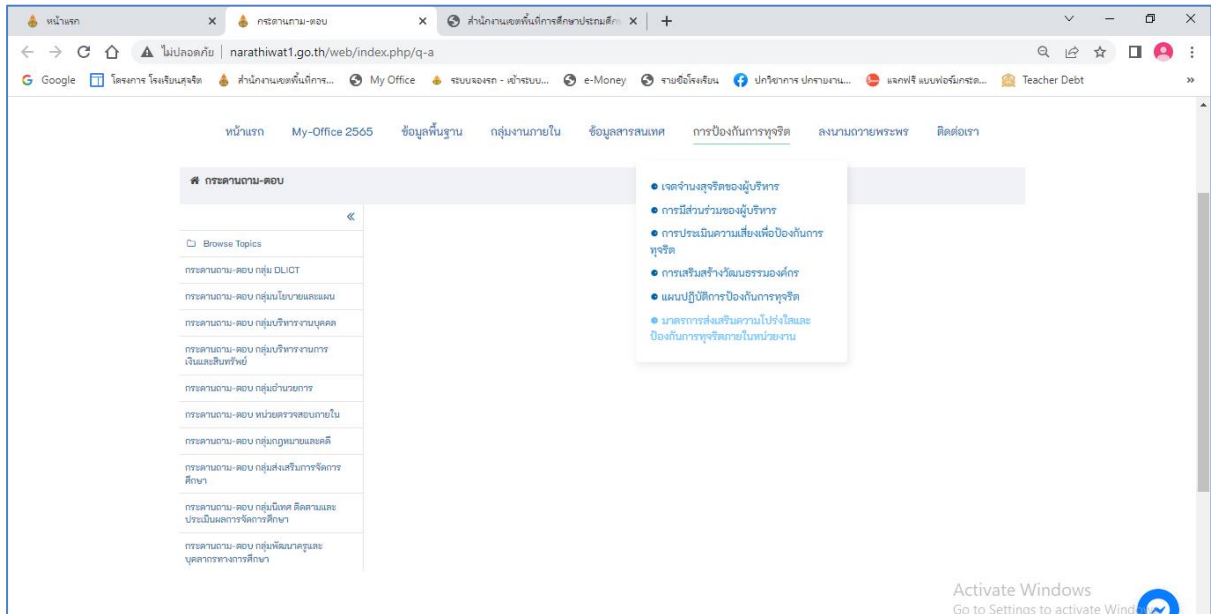 หน้าแรก
กระดานถาม-ตอบ
สำนักงานเขตพื้นที่การศึกษาประถมศึก
ไม่ปลอดภัย
narathiwat1.go.th/web/index.php/q-a
Google
โครงการ โรงเรียนสุจริต
สำนักงานเขตพื้นที่การ...
My Office
ระบบจองรถ - เข้าระบบ...
e-Money
รายชื่อโรงเรียน
ปกวิชาการ ปกรายงาน...
แจกฟรี แบบฟอร์มกระด...
Teacher Debt
หน้าแรก My-Office 2565 ข้อมูลพื้นฐาน กลุ่มงานภายใน ข้อมูลสารสนเทศ การป้องกันการทุจริต ลงนามถวายพระพร ติดต่อเรา
กระดานถาม-ตอบ
Browse Topics
กระดานถาม-ตอบ กลุ่ม DLICT
กระดานถาม-ตอบ กลุ่มนโยบายและแผน
กระดานถาม-ตอบ กลุ่มบริหารงานบุคคล
กระดานถาม-ตอบ กลุ่มบริหารงานการ
เงินและสินทรัพย์
กระดานถาม-ตอบ กลุ่มอำนวยการ
กระดานถาม-ตอบ หน่วยตรวจสอบภายใน
กระดานถาม-ตอบ กลุ่มกฎหมายและคดี
กระดานถาม-ตอบ กลุ่มส่งเสริมการจัดการ
ศึกษา
กระดานถาม-ตอบ กลุ่มนิเทศ ติดตามและ
ประเมินผลการจัดการศึกษา
กระดานถาม-ตอบ กลุ่มพัฒนาครูและ
บุคลากรทางการศึกษา
เจตจำนงสุจริตของผู้บริหาร
การมีส่วนร่วมของผู้บริหาร
การประเมินความเสี่ยงเพื่อป้องกันการ
ทุจริต
การเสริมสร้างวัฒนธรรมองค์กร
แผนปฏิบัติการป้องกันการทุจริต
มาตรการส่งเสริมความโปร่งใสและ
ป้องกันการทุจริตภายในหน่วยงาน
Activate Windows
Go to Settings to activate Windows